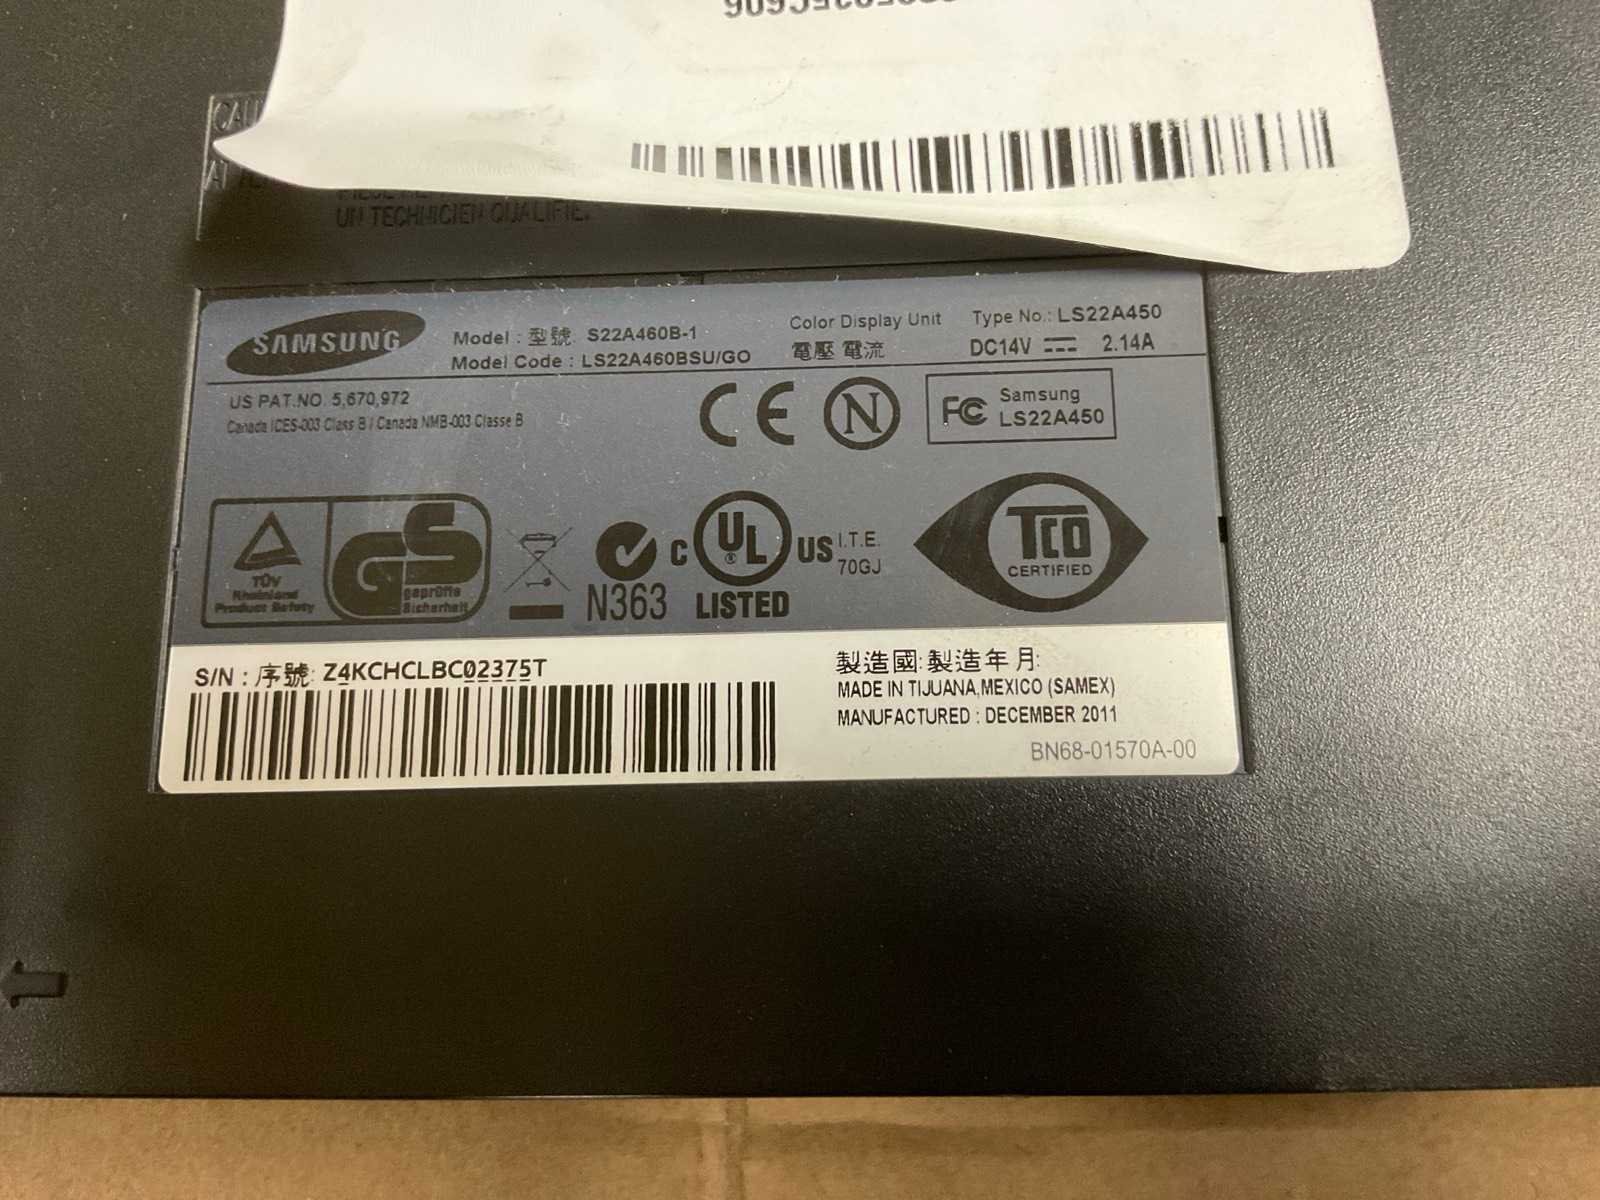 UN TECHNICIEN QUALIFIE.
SAMSUNG
Model : 型號: S22A460B-1
Model Code : LS22A460BSU/GO
Color Display Unit
電壓 電流
Type No.: LS22A450
DC14V 2.14A
US PAT.NO. 5,670,972
Canada ICES-003 Class B / Canada NMB-003 Classe B
CE
N
FC Samsung
LS22A450
TÜV
Rheinland
Product Safety
GS
geprüfte
Sicherheit
N363
C UL US
®
LISTED
I.T.E.
70GJ
TCO
CERTIFIED
S/N : 序號: Z4KCHCLBC02375T
製造國: 製造年月:
MADE IN TIJUANA,MEXICO (SAMEX)
MANUFACTURED : DECEMBER 2011
BN68-01570A-00